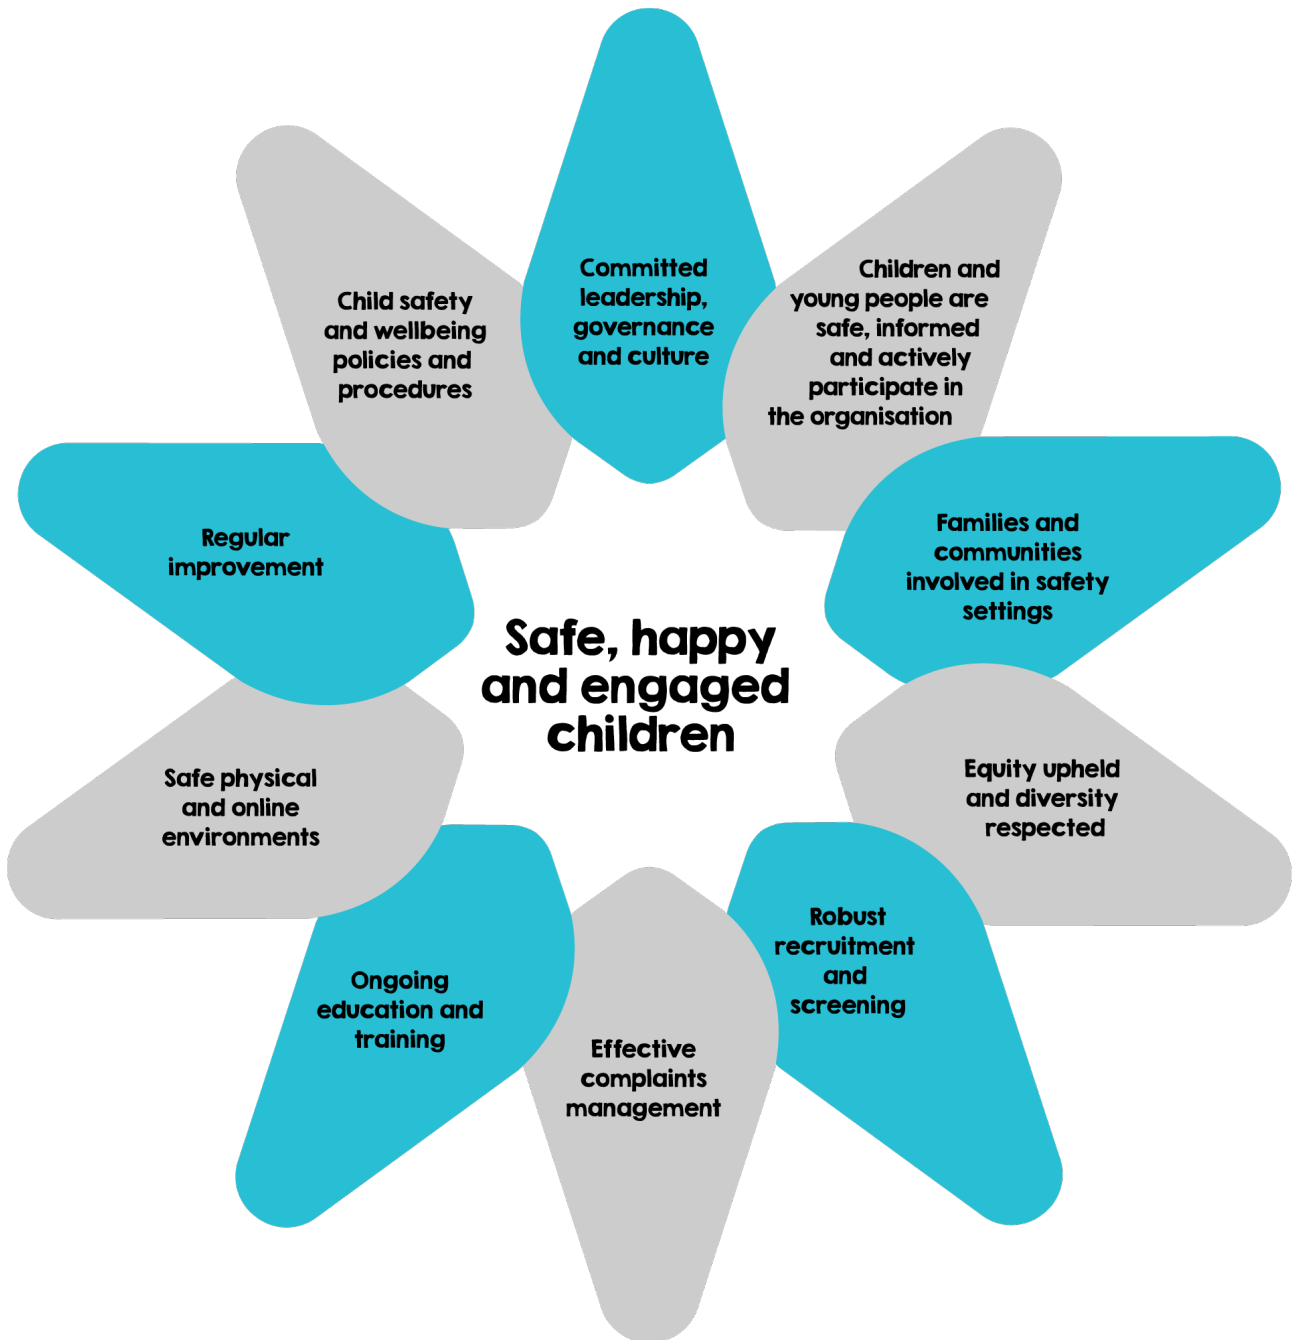 Committed
leadership,
governance
and culture
Children and
young people are
safe, informed
and actively
participate in
the organisation
Families and
communities
involved in safety
settings
Equity upheld
and diversity
respected
Robust
recruitment
and
screening
Effective
complaints
management
Ongoing
education and
training
Safe physical
and online
environments
Regular
improvement
Child safety
and wellbeing
policies and
procedures
Safe, happy
and engaged
children